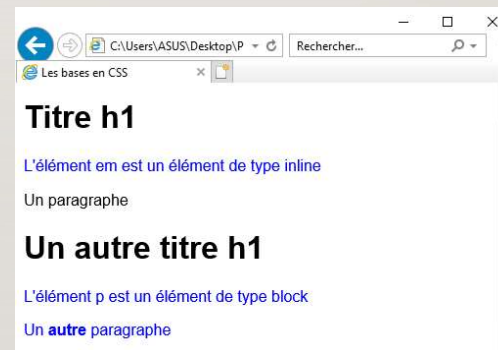 C:\Users\ASUS\Desktop\P
Rechercher...
Les bases en CSS
Titre h1
L'élément em est un élément de type inline
Un paragraphe
Un autre titre h1
L'élément p est un élément de type block
Un autre paragraphe